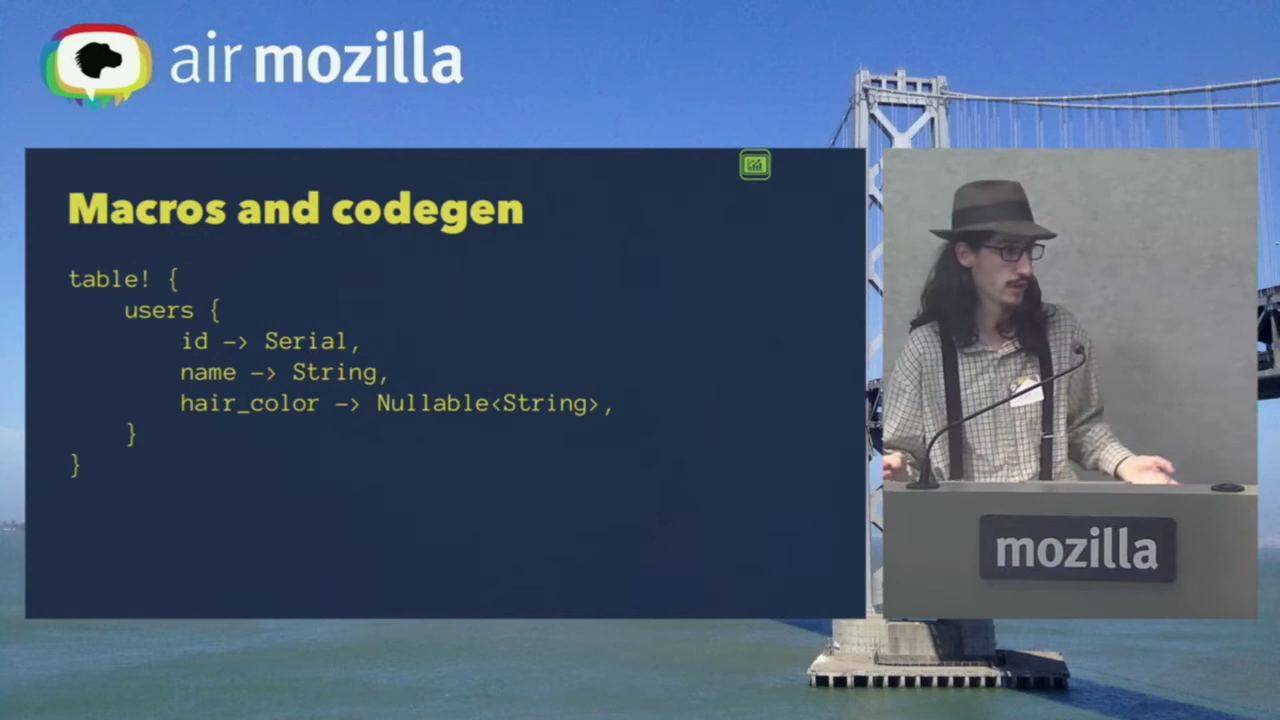 air mozilla
Macros and codegen
table! {
    users {
        id -> Serial,
        name -> String,
        hair_color -> Nullable<String>,
    }
}
mozilla